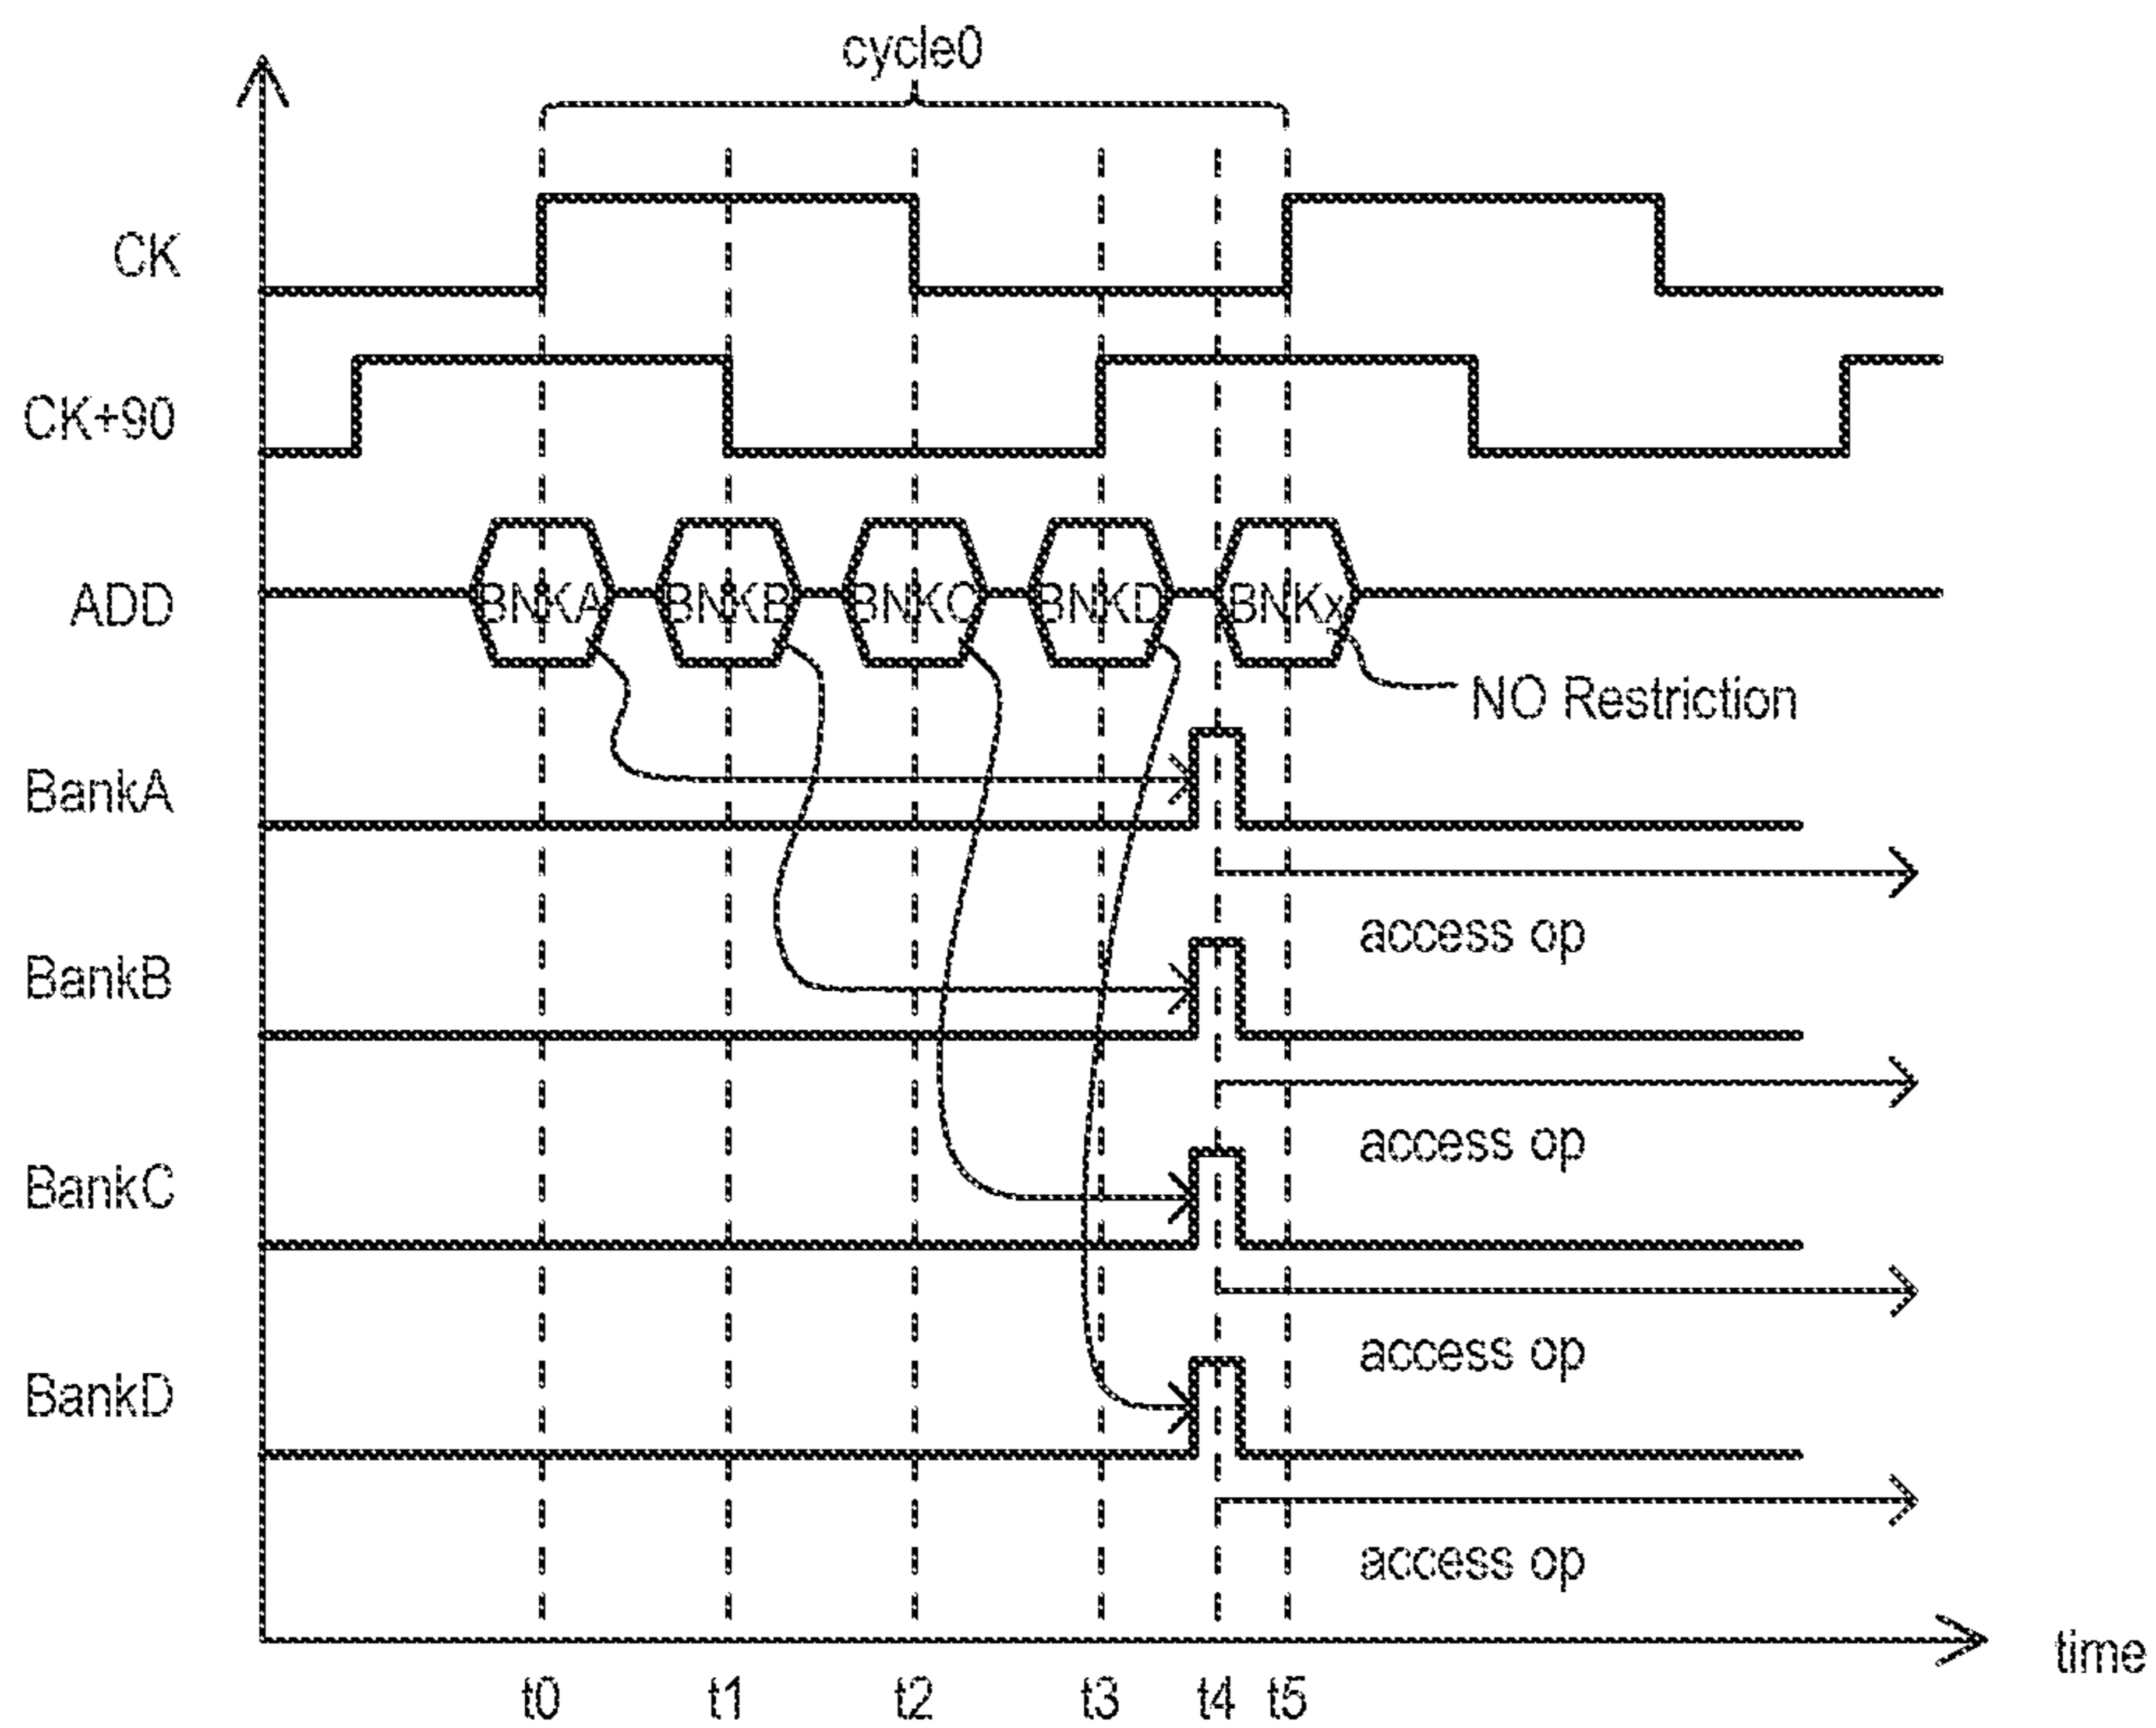 cycle0
CK
CK+90
ADD BNKA BNKB BNKC BNKD BNKx
NO Restriction
BankA
access op
BankB
access op
BankC
access op
BankD
access op
time
t0 t1 t2 t3 t4 t5